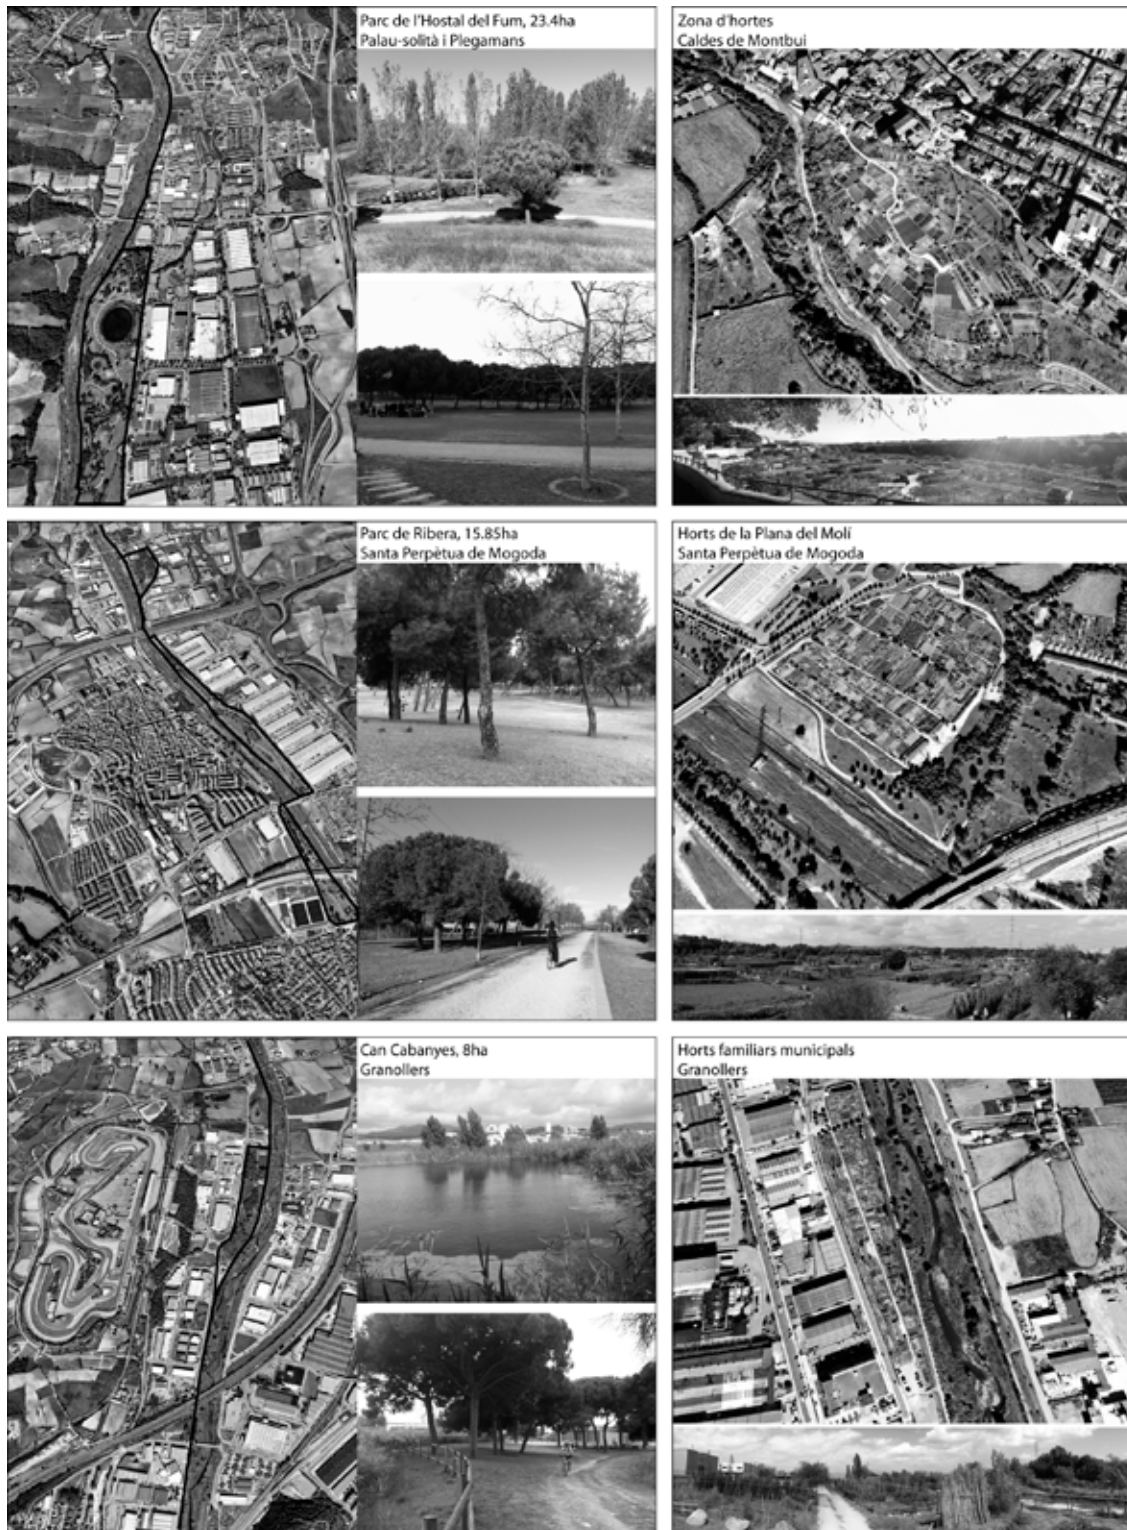 Parc de l'Hostal del Fum, 23.4ha
Palau-solità i Plegamans
Zona d'hortes
Caldes de Montbui
Parc de Ribera, 15.85ha
Santa Perpètua de Mogoda
Horts de la Plana del Molí
Santa Perpètua de Mogoda
Can Cabanyes, 8ha
Granollers
Horts familiars municipals
Granollers